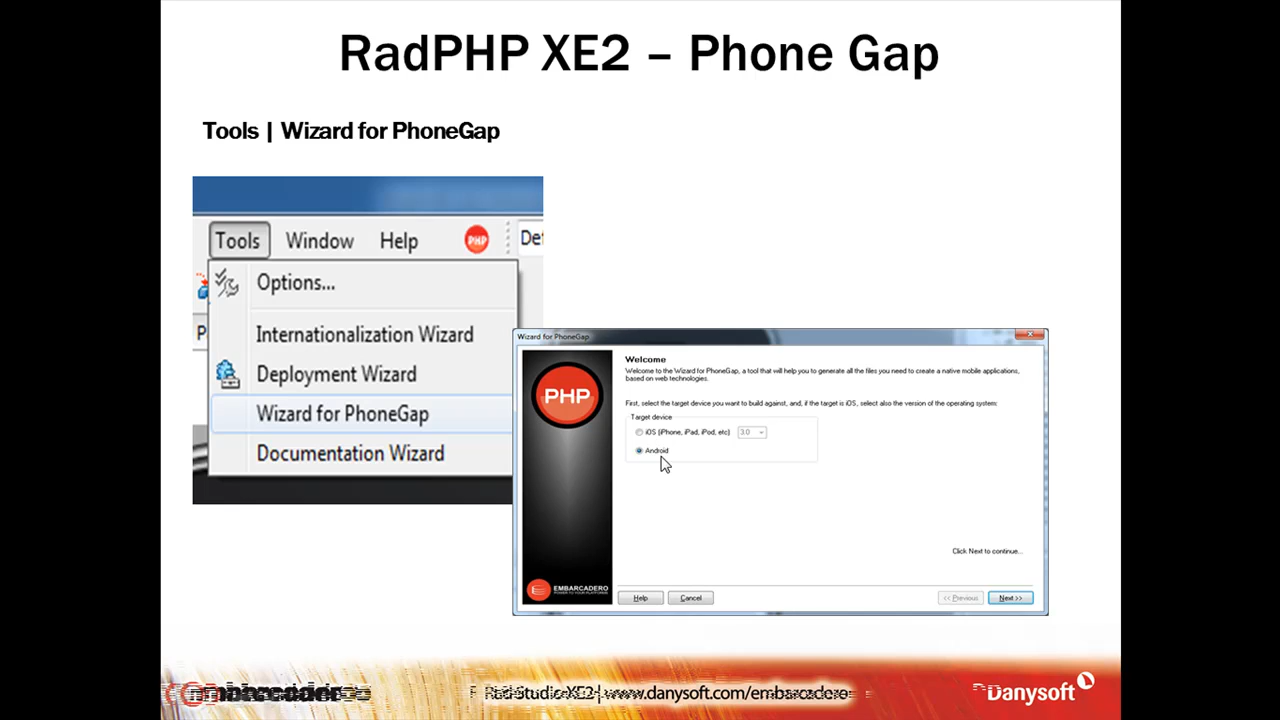 RadPHP XE2 – Phone Gap
Tools | Wizard for PhoneGap
Tools Window Help PHP
Options...
Internationalization Wizard
Deployment Wizard
Wizard for PhoneGap
Documentation Wizard
Wizard for PhoneGap
PHP
Welcome
Welcome to the Wizard for PhoneGap, a tool that will help you to generate all the files you need to create a native mobile applications,
based on web technologies.
First, select the target device you want to build against, and, if the target is iOS, select also the version of the operating system:
Target device
iOS (iPhone, iPad, iPod, etc) 3.0
Android
Click Next to continue...
EMBARCADERO
Help Cancel << Previous Next >>
Rad Studio XE2 | www.danysoft.com/embarcadero
Danysoft